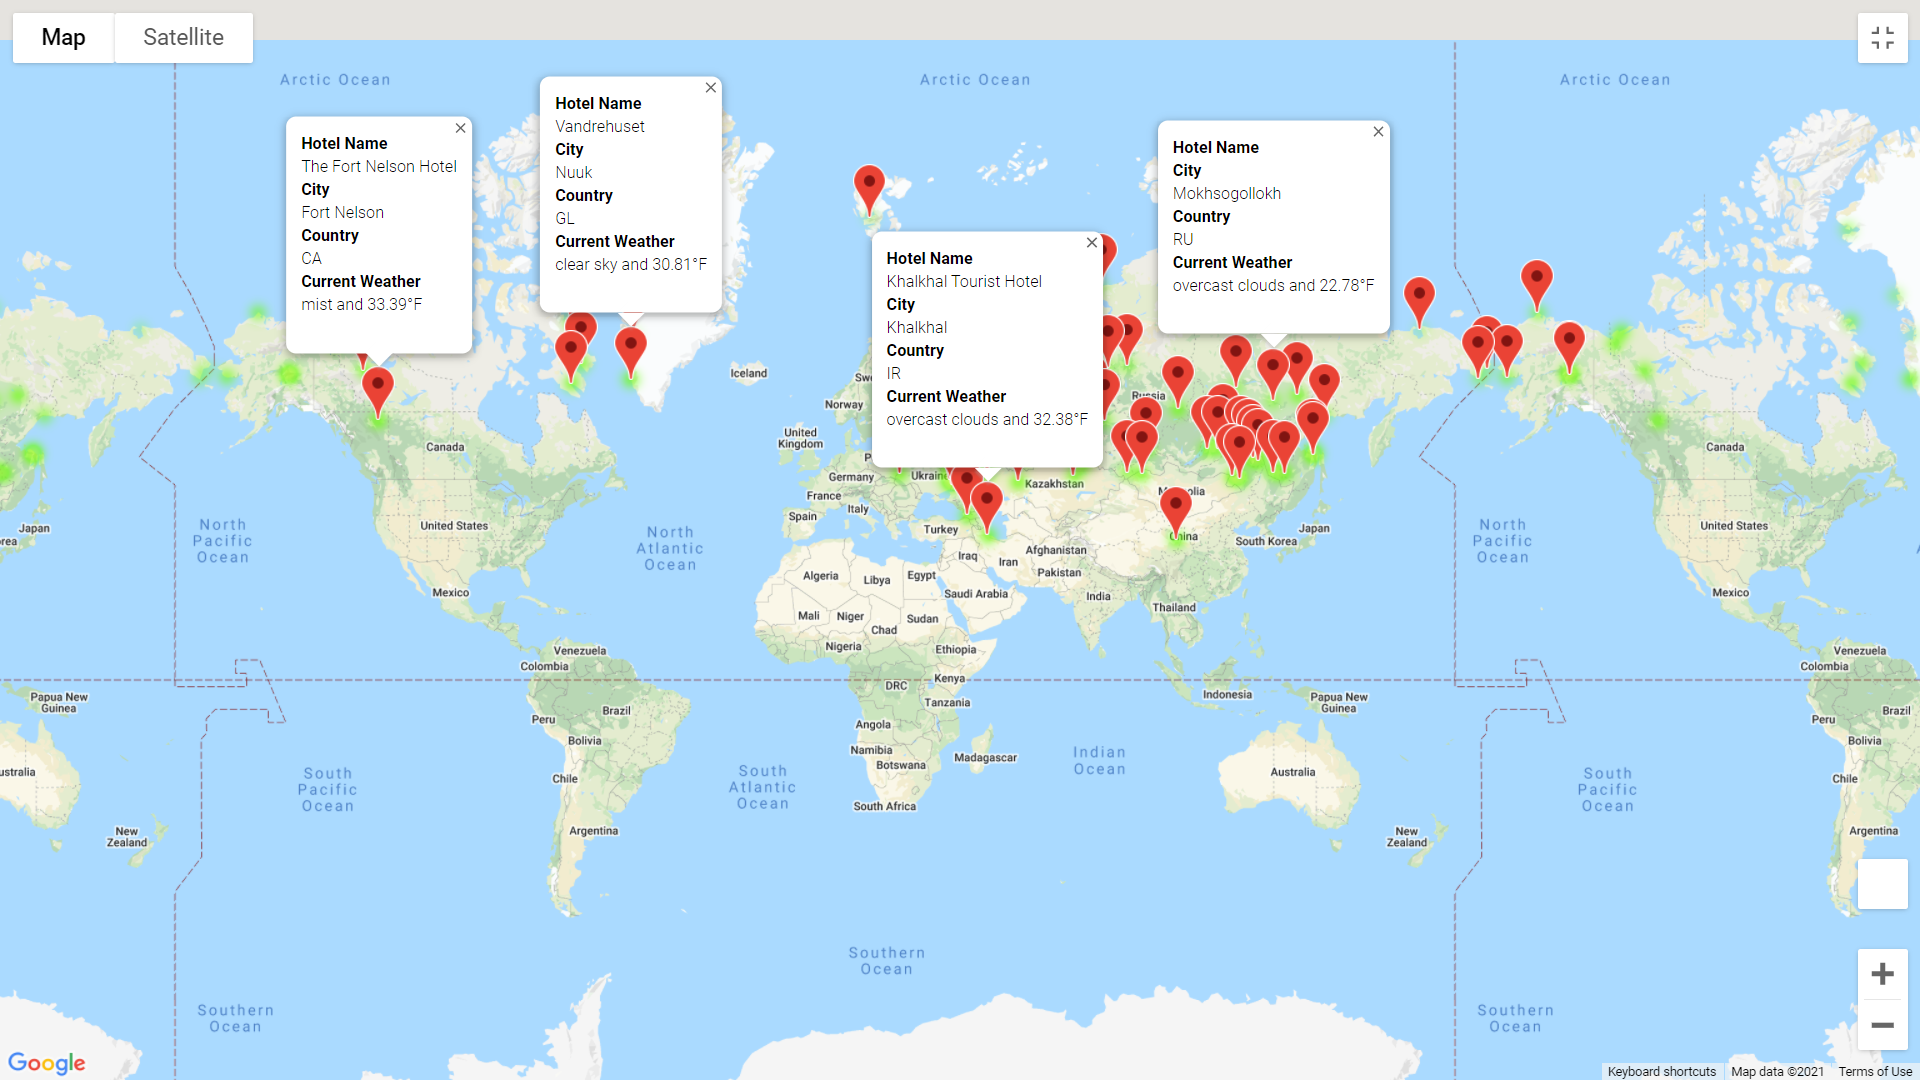 Map
Satellite
Arctic Ocean
Arctic Ocean
Arctic Ocean
Hotel Name
The Fort Nelson Hotel
City
Fort Nelson
Country
CA
Current Weather
mist and 33.39°F
Hotel Name
Vandrehuset
City
Nuuk
Country
GL
Current Weather
clear sky and 30.81°F
Hotel Name
Khalkhal Tourist Hotel
City
Khalkhal
Country
IR
Current Weather
overcast clouds and 32.38°F
Hotel Name
City
Mokhsogollokh
Country
RU
Current Weather
overcast clouds and 22.78°F
Iceland
Norway
Russia
United
Kingdom
Canada
Canada
Germany
Ukraine
Kazakhstan
France
Italy
Spain
Turkey
China
Japan
Japan
South Korea
United States
United States
North
Pacific
Ocean
North
Atlantic
Ocean
North
Pacific
Ocean
Iraq
Iran
Afghanistan
Pakistan
Algeria
Libya
Egypt
Saudi Arabia
India
Mexico
Mexico
Thailand
Mali
Niger
Chad
Sudan
Nigeria
Ethiopia
Venezuela
Colombia
Venezuela
Colombia
DRC
Kenya
Tanzania
Indonesia
Papua New
Guinea
Papua New
Guinea
Peru
Brazil
Peru
Brazil
Angola
Bolivia
Bolivia
Namibia
Botswana
Madagascar
Indian
Ocean
Australia
Chile
Chile
South
Pacific
Ocean
South
Atlantic
Ocean
South
Pacific
Ocean
South Africa
New
Zealand
New
Zealand
Argentina
Argentina
Southern
Ocean
Southern
Ocean
Southern
Ocean
Google
Keyboard shortcuts
Map data ©2021
Terms of Use